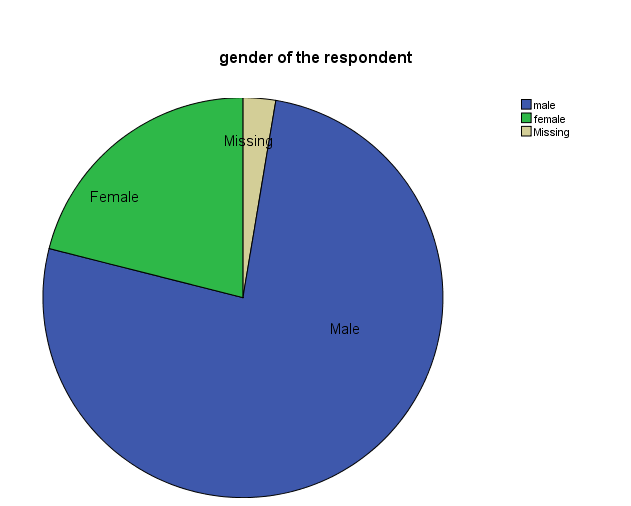 gender of the respondent
male
female
Missing
Missing
Female
Male